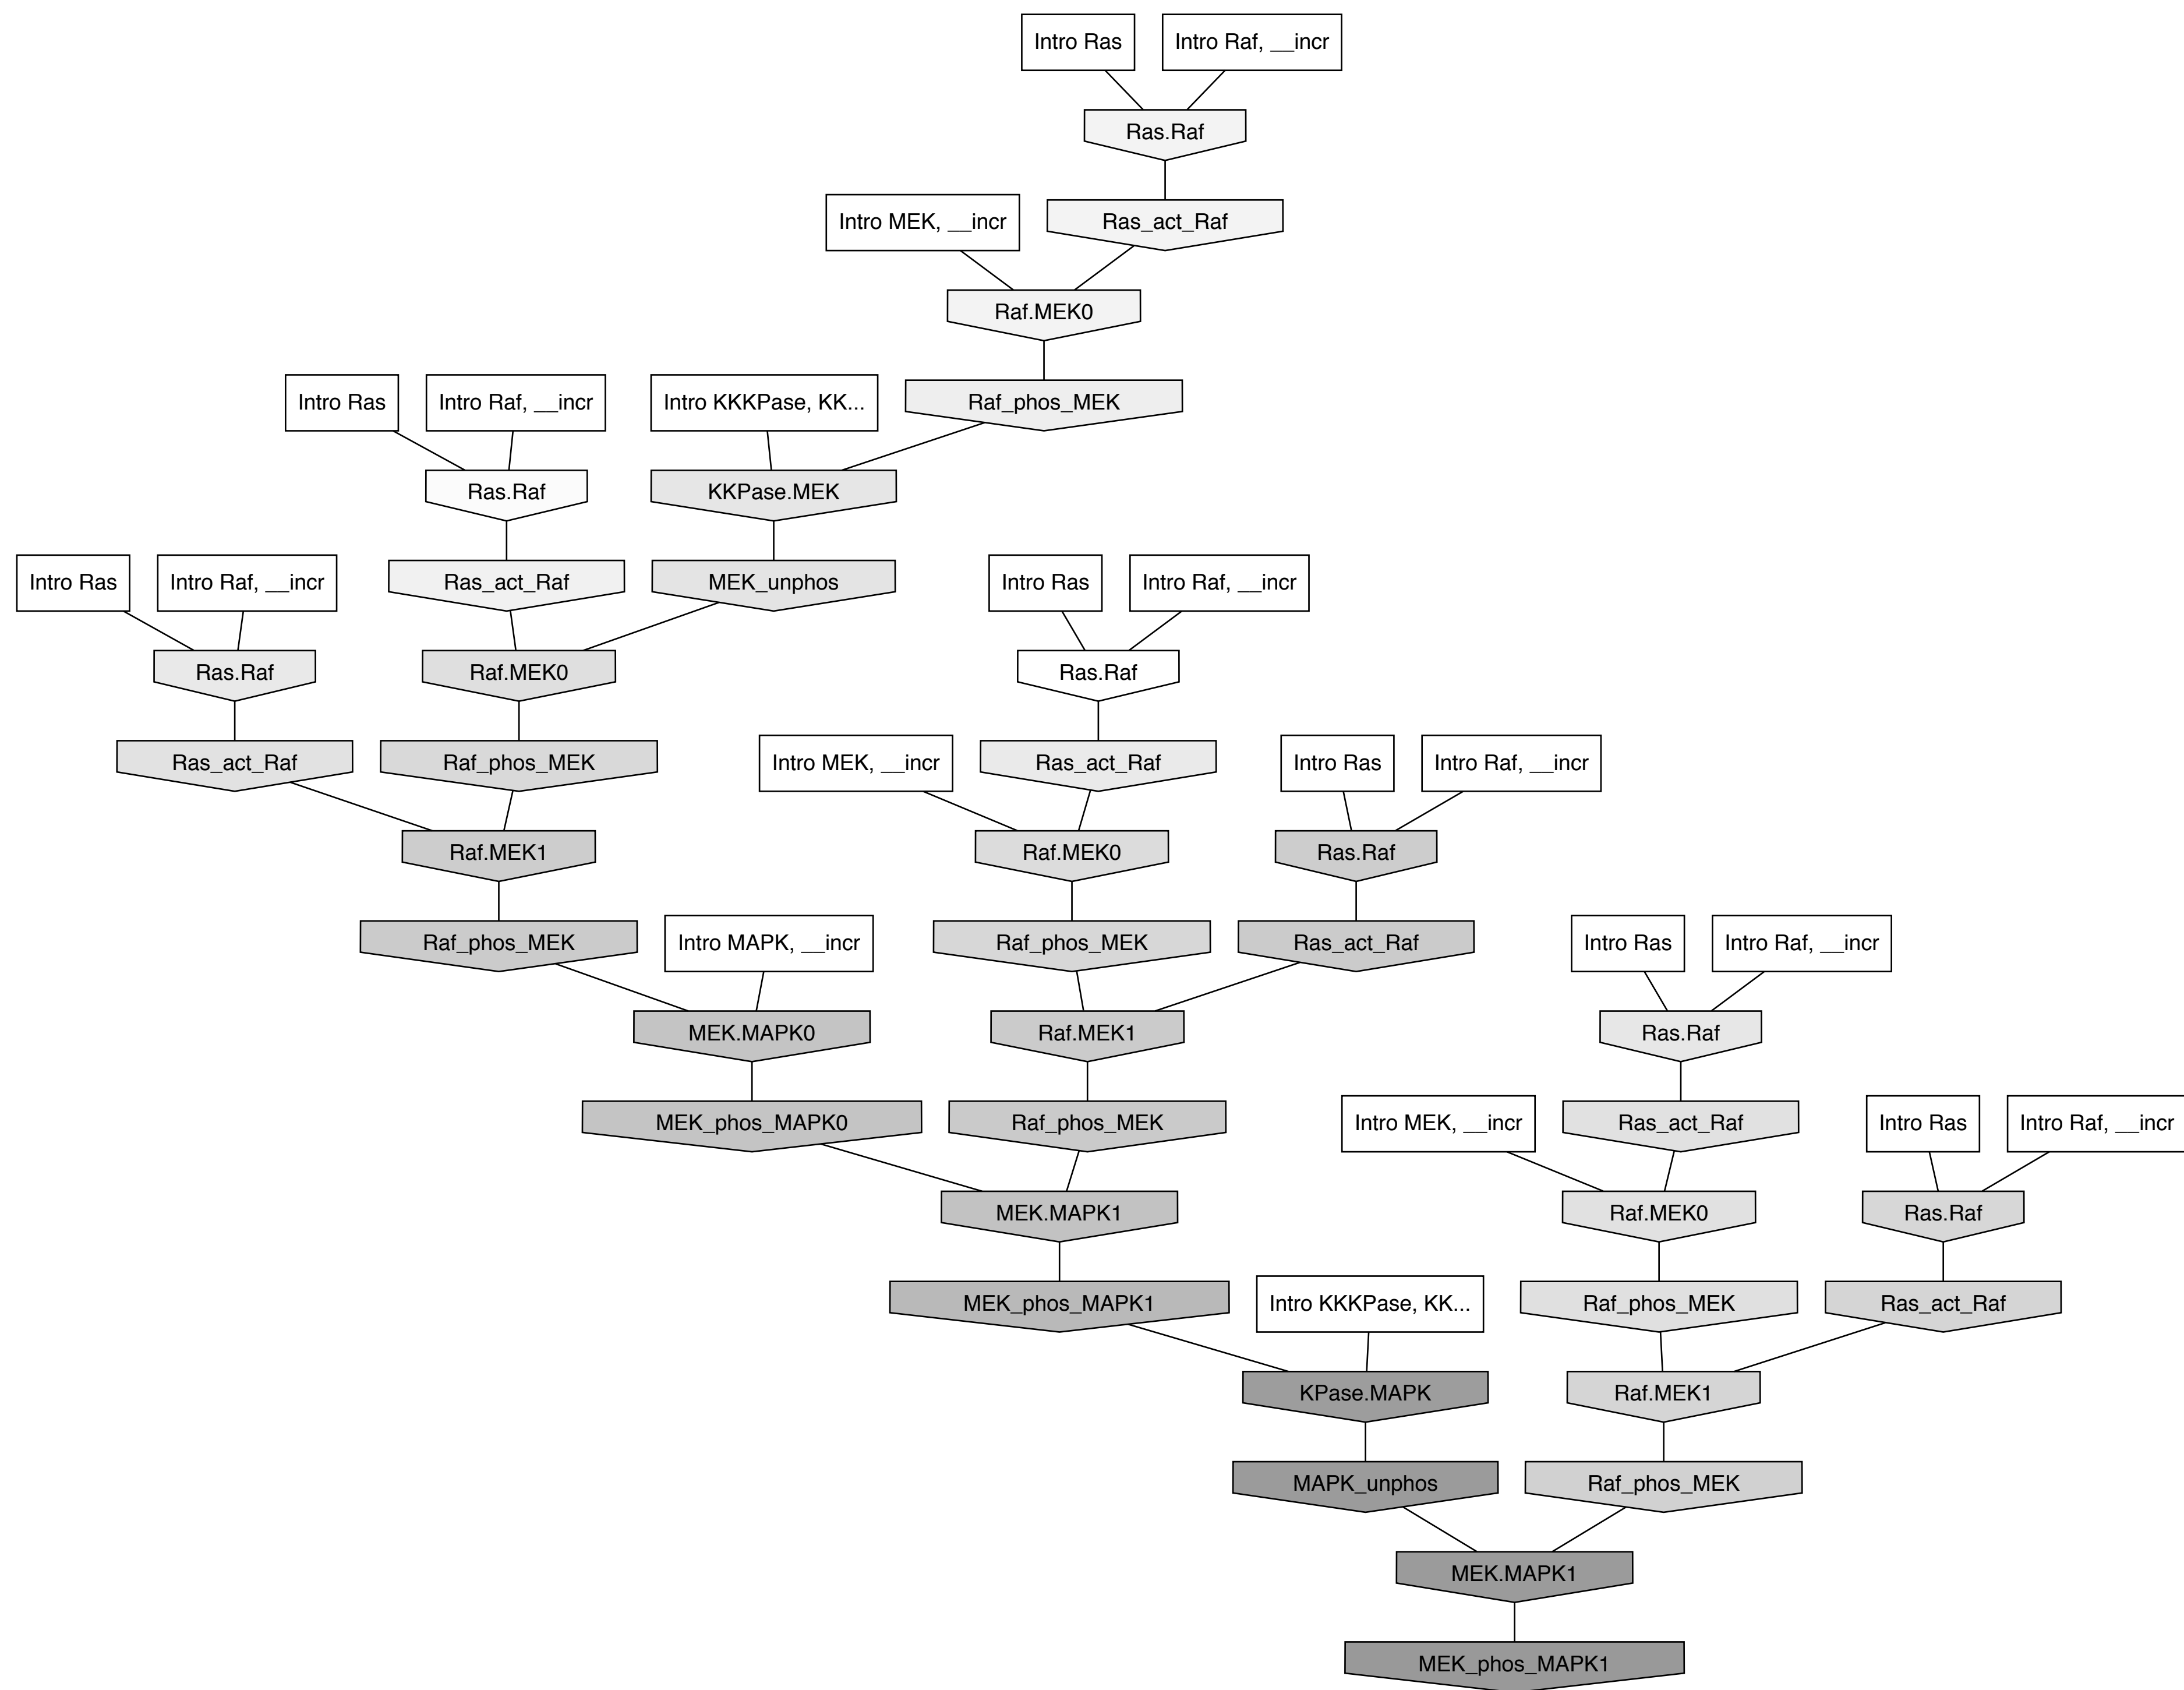 Intro Ras
Intro Raf, __incr
Ras.Raf
Intro MEK, __incr
Ras_act_Raf
Raf.MEK0
Intro Ras
Intro Raf, __incr
Intro KKKPase, KK...
Raf_phos_MEK
Ras.Raf
KKPase.MEK
Intro Ras
Intro Raf, __incr
Ras_act_Raf
MEK_unphos
Intro Ras
Intro Raf, __incr
Ras.Raf
Raf.MEK0
Ras.Raf
Ras_act_Raf
Raf_phos_MEK
Intro MEK, __incr
Ras_act_Raf
Intro Ras
Intro Raf, __incr
Raf.MEK1
Raf.MEK0
Ras.Raf
Raf_phos_MEK
Intro MAPK, __incr
Raf_phos_MEK
Ras_act_Raf
Intro Ras
Intro Raf, __incr
MEK.MAPK0
Raf.MEK1
Ras.Raf
MEK_phos_MAPK0
Raf_phos_MEK
Intro MEK, __incr
Ras_act_Raf
Intro Ras
Intro Raf, __incr
MEK.MAPK1
Raf.MEK0
Ras.Raf
MEK_phos_MAPK1
Intro KKKPase, KK...
Raf_phos_MEK
Ras_act_Raf
KPase.MAPK
Raf.MEK1
MAPK_unphos
Raf_phos_MEK
MEK.MAPK1
MEK_phos_MAPK1